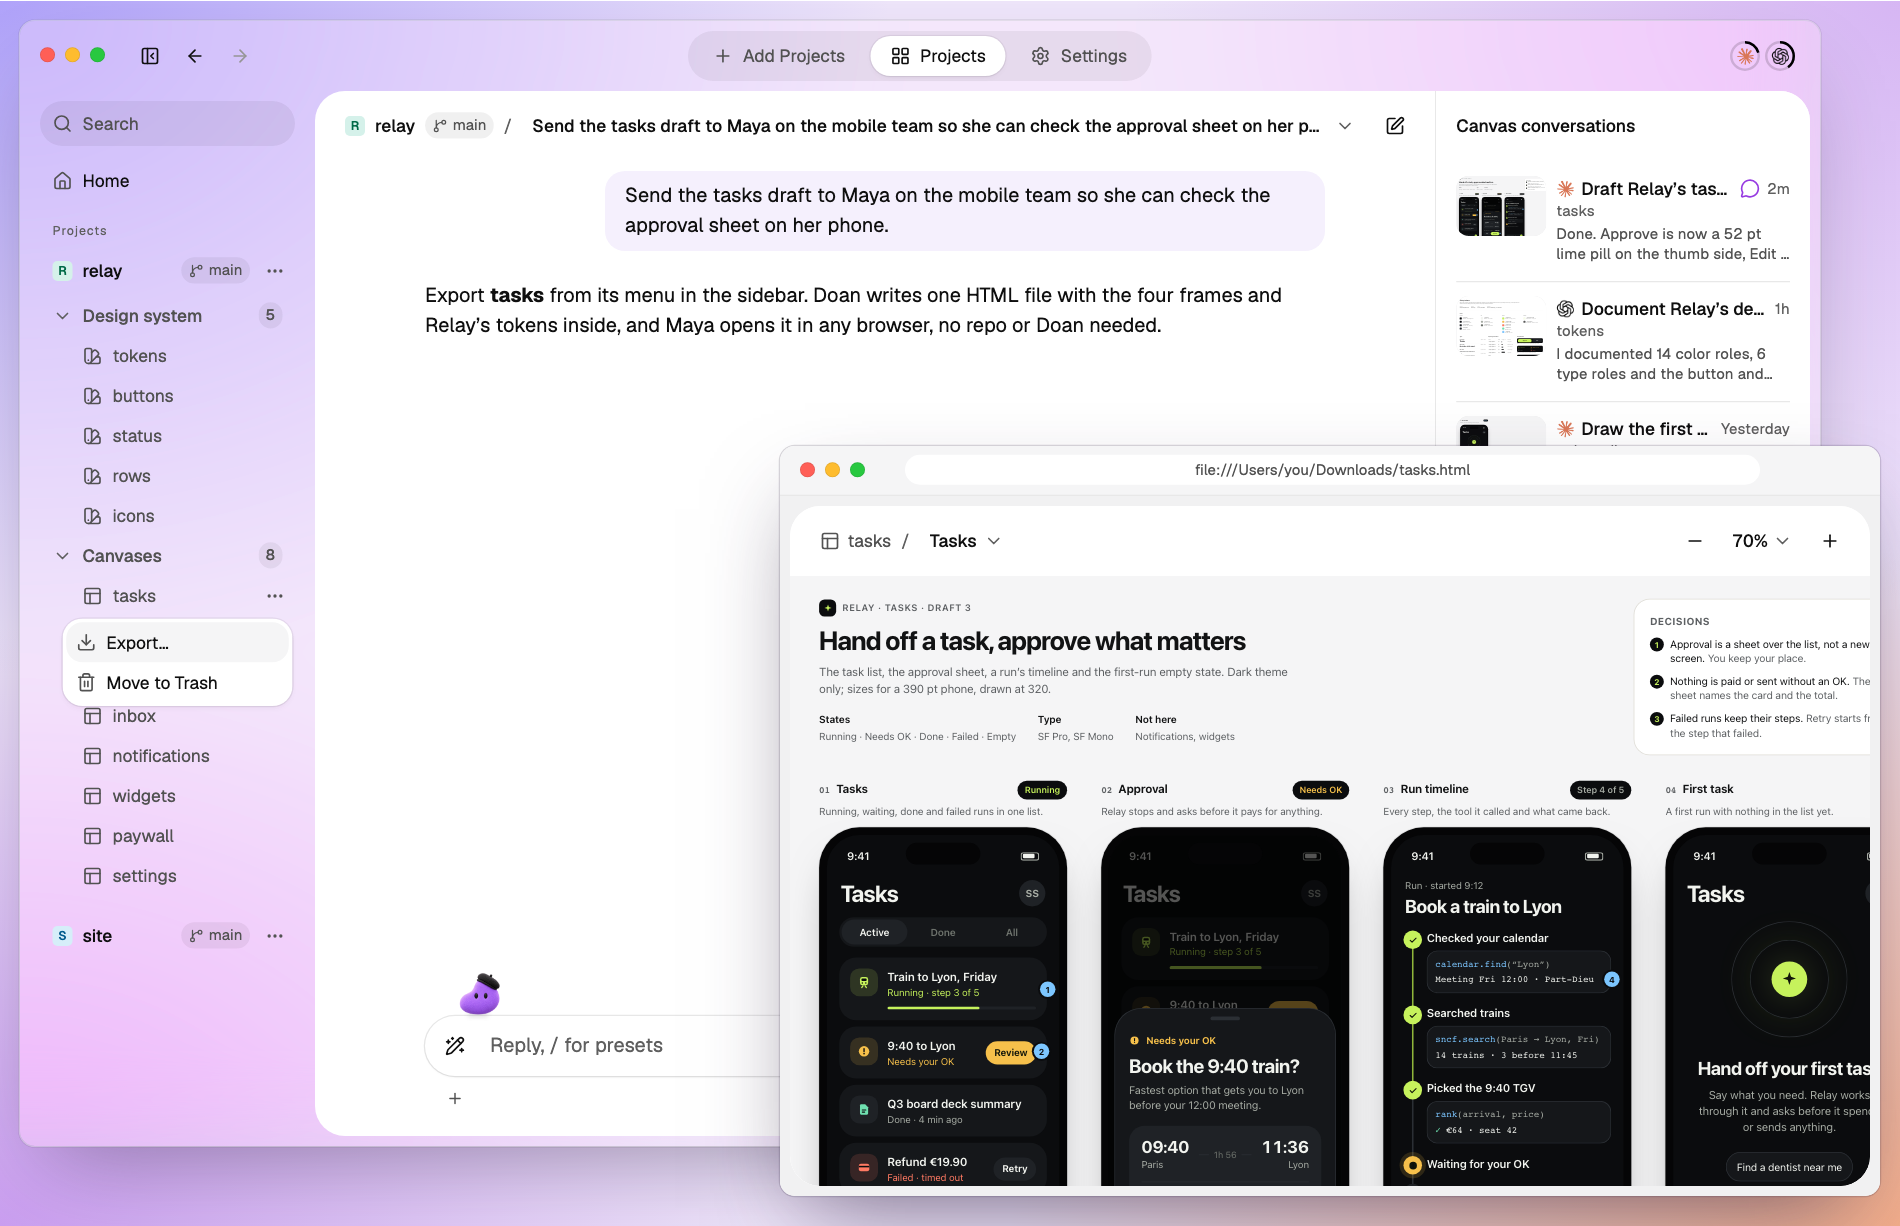 Add Projects
Projects
Settings
Search
Home
Projects
R relay main
Design system 5
tokens
buttons
status
rows
icons
Canvases 8
tasks
Export...
Move to Trash
inbox
notifications
widgets
paywall
settings
S site main
R relay main / Send the tasks draft to Maya on the mobile team so she can check the approval sheet on her p...
Send the tasks draft to Maya on the mobile team so she can check the
approval sheet on her phone.
Export tasks from its menu in the sidebar. Doan writes one HTML file with the four frames and
Relay's tokens inside, and Maya opens it in any browser, no repo or Doan needed.
Reply, / for presets
Canvas conversations
Draft Relay's tas... 2m
tasks
Done. Approve is now a 52 pt
lime pill on the thumb side, Edit ...
Document Relay's de... 1h
tokens
I documented 14 color roles, 6
type roles and the button and...
Draw the first ... Yesterday
file:///Users/you/Downloads/tasks.html
tasks / Tasks
70%
RELAY · TASKS · DRAFT 3
Hand off a task, approve what matters
The task list, the approval sheet, a run's timeline and the first-run empty state. Dark theme
only; sizes for a 390 pt phone, drawn at 320.
States
Running · Needs OK · Done · Failed · Empty
Type
SF Pro, SF Mono
Not here
Notifications, widgets
DECISIONS
1 Approval is a sheet over the list, not a new
screen. You keep your place.
2 Nothing is paid or sent without an OK. The
sheet names the card and the total.
3 Failed runs keep their steps. Retry starts fr
the step that failed.
01 Tasks Running
Running, waiting, done and failed runs in one list.
9:41
Tasks SS
Active Done All
Train to Lyon, Friday
Running · step 3 of 5
1
9:40 to Lyon
Needs your OK
Review 2
Q3 board deck summary
Done · 4 min ago
Refund €19.90
Failed · timed out
Retry
02 Approval Needs OK
Relay stops and asks before it pays for anything.
9:41
Tasks SS
Train to Lyon, Friday
Running · step 3 of 5
9:40 to Lyon
Needs your OK
Book the 9:40 train?
Fastest option that gets you to Lyon
before your 12:00 meeting.
09:40 1h 56 11:36
Paris Lyon
03 Run timeline Step 4 of 5
Every step, the tool it called and what came back.
9:41
Run · started 9:12
Book a train to Lyon
Checked your calendar
calendar.find("Lyon")
Meeting Fri 12:00 · Part-Dieu
4
Searched trains
sncf.search(Paris → Lyon, Fri)
14 trains · 3 before 11:45
Picked the 9:40 TGV
rank(arrival, price)
✓ €64 · seat 42
Waiting for your OK
04 First task
A first run with nothing in the list yet.
9:41
Tasks
Hand off your first tas
Say what you need. Relay works
through it and asks before it spen
or sends anything.
Find a dentist near me